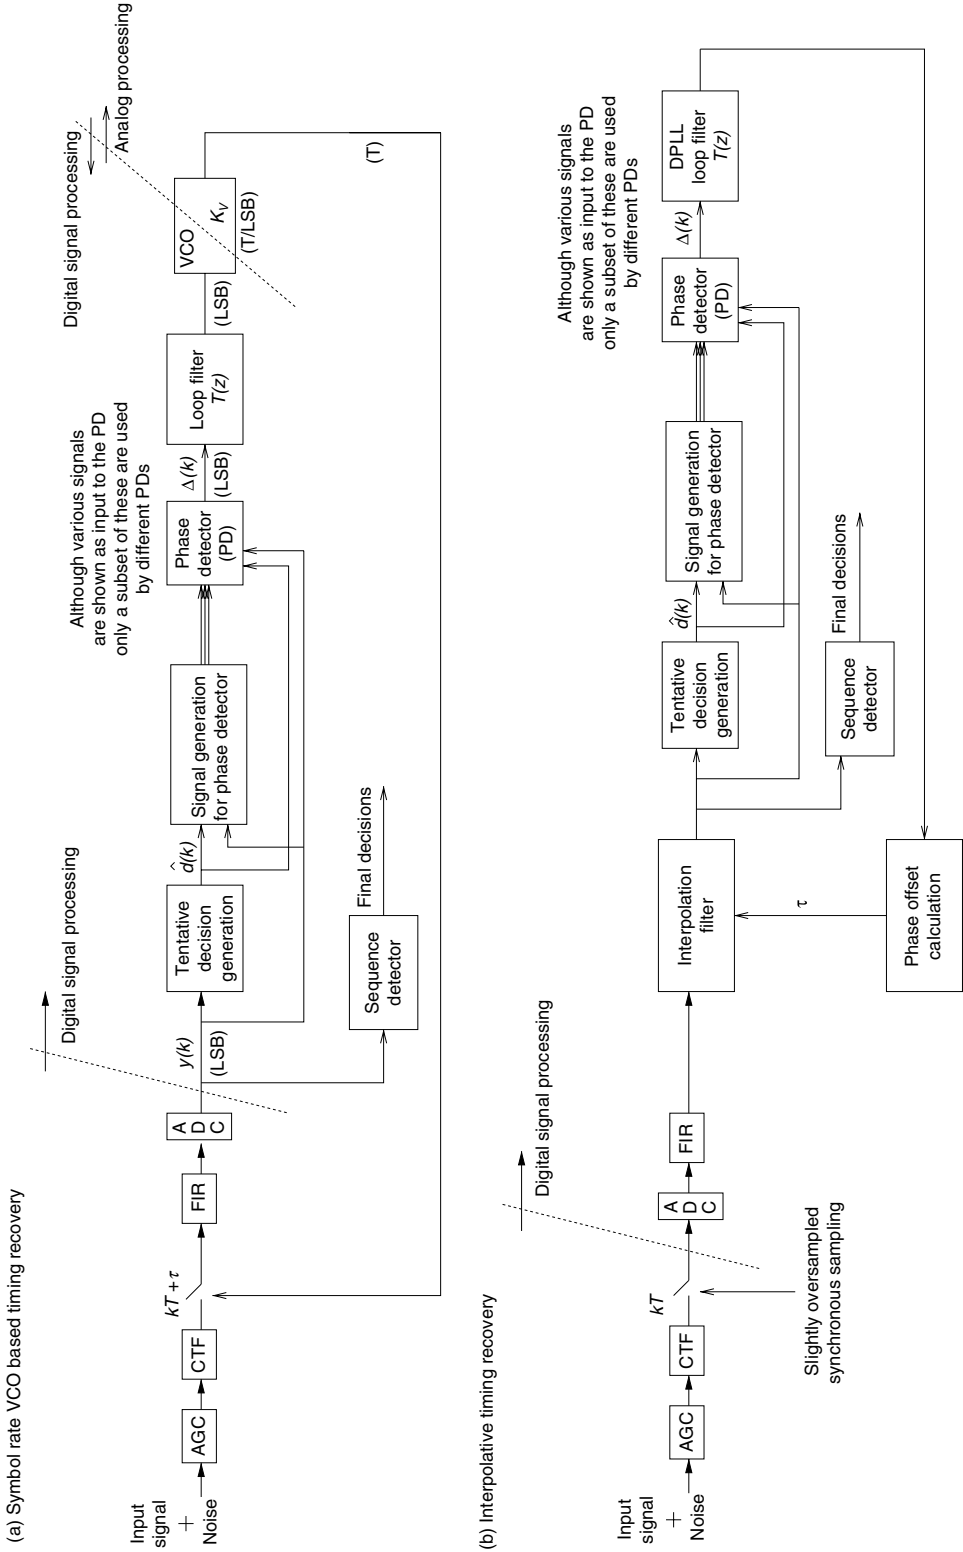 (a) Symbol rate VCO based timing recovery
Input
signal
+
Noise
AGC
CTF
kT + τ
FIR
A
D
C
Digital signal processing
y(k)
(LSB)
Tentative
decision
generation
d̂(k)
Signal generation
for phase detector
Sequence
detector
Final decisions
Although various signals
are shown as input to the PD
only a subset of these are used
by different PDs
Phase
detector
(PD)
Δ(k)
(LSB)
Loop filter
T(z)
(LSB)
VCO
K_V
(T/LSB)
Digital signal processing
Analog processing
(T)
(b) Interpolative timing recovery
Input
signal
+
Noise
AGC
CTF
kT
Slightly oversampled
synchronous sampling
A
D
C
Digital signal processing
FIR
Interpolation
filter
τ
Phase offset
calculation
Tentative
decision
generation
d̂(k)
Signal generation
for phase detector
Sequence
detector
Final decisions
Although various signals
are shown as input to the PD
only a subset of these are used
by different PDs
Phase
detector
(PD)
Δ(k)
DPLL
loop filter
T(z)